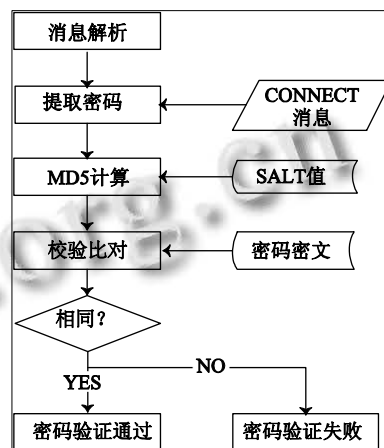 消息解析
提取密码
CONNECT
消息
MD5计算
SALT值
校验比对
密码密文
相同?
NO
YES
密码验证通过
密码验证失败
org.cn